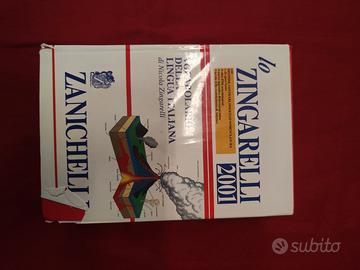 lo
ZINGARELLI
2001
VOCABOLARIO
DELLA
LINGUA ITALIANA
di Nicola Zingarelli
ZANICHELLI
subito